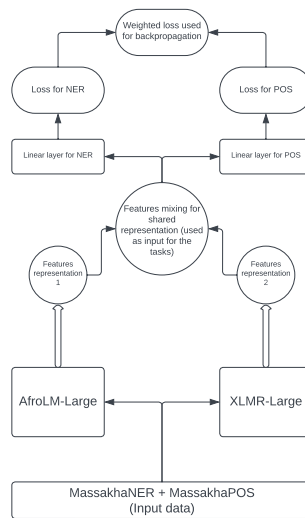 Weighted loss used
for backpropagation
Loss for NER
Loss for POS
Linear layer for NER
Linear layer for POS
Features mixing for
shared
representation (used
as input for the
tasks)
Features
representation
1
Features
representation
2
AfroLM-Large
XLMR-Large
MassakhaNER + MassakhaPOS
(Input data)